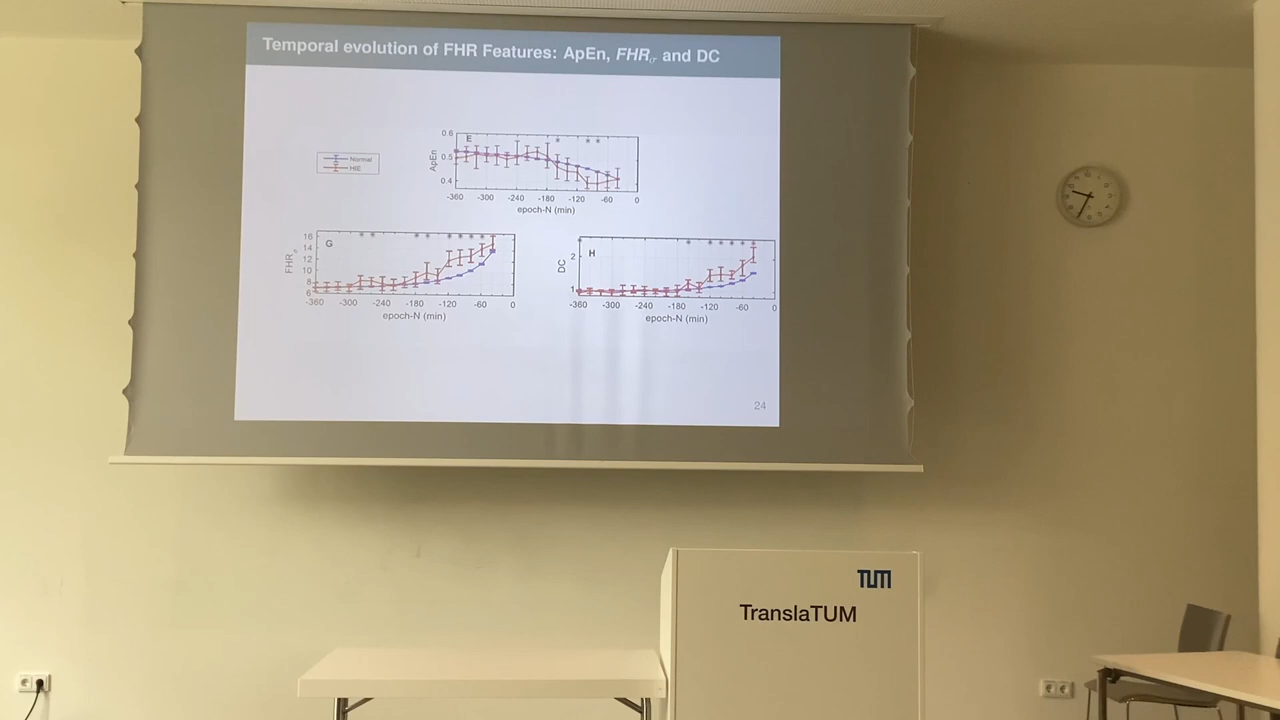 Temporal evolution of FHR Features: ApEn, FHRσ and DC
Normal
HIE
E
ApEn
0.6
0.5
0.4
-360 -300 -240 -180 -120 -60 0
epoch-N (min)
G
FHRσ
16
14
12
10
8
6
-360 -300 -240 -180 -120 -60 0
epoch-N (min)
H
DC
2
1
-360 -300 -240 -180 -120 -60 0
epoch-N (min)
24
TUM
TranslaTUM